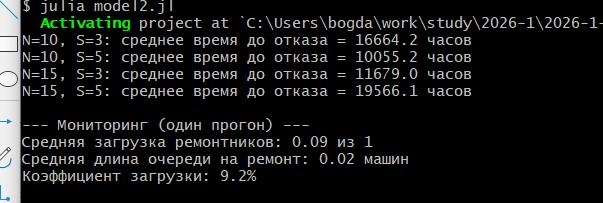 $ julia model2.jl
Activating project at `C:\Users\bogda\work\study\2026-1\2026-1-
N=10, S=3: среднее время до отказа = 16664.2 часов
N=10, S=5: среднее время до отказа = 10055.2 часов
N=15, S=3: среднее время до отказа = 11679.0 часов
N=15, S=5: среднее время до отказа = 19566.1 часов
--- Мониторинг (один прогон) ---
Средняя загрузка ремонтников: 0.09 из 1
Средняя длина очереди на ремонт: 0.02 машин
Коэффициент загрузки: 9.2%